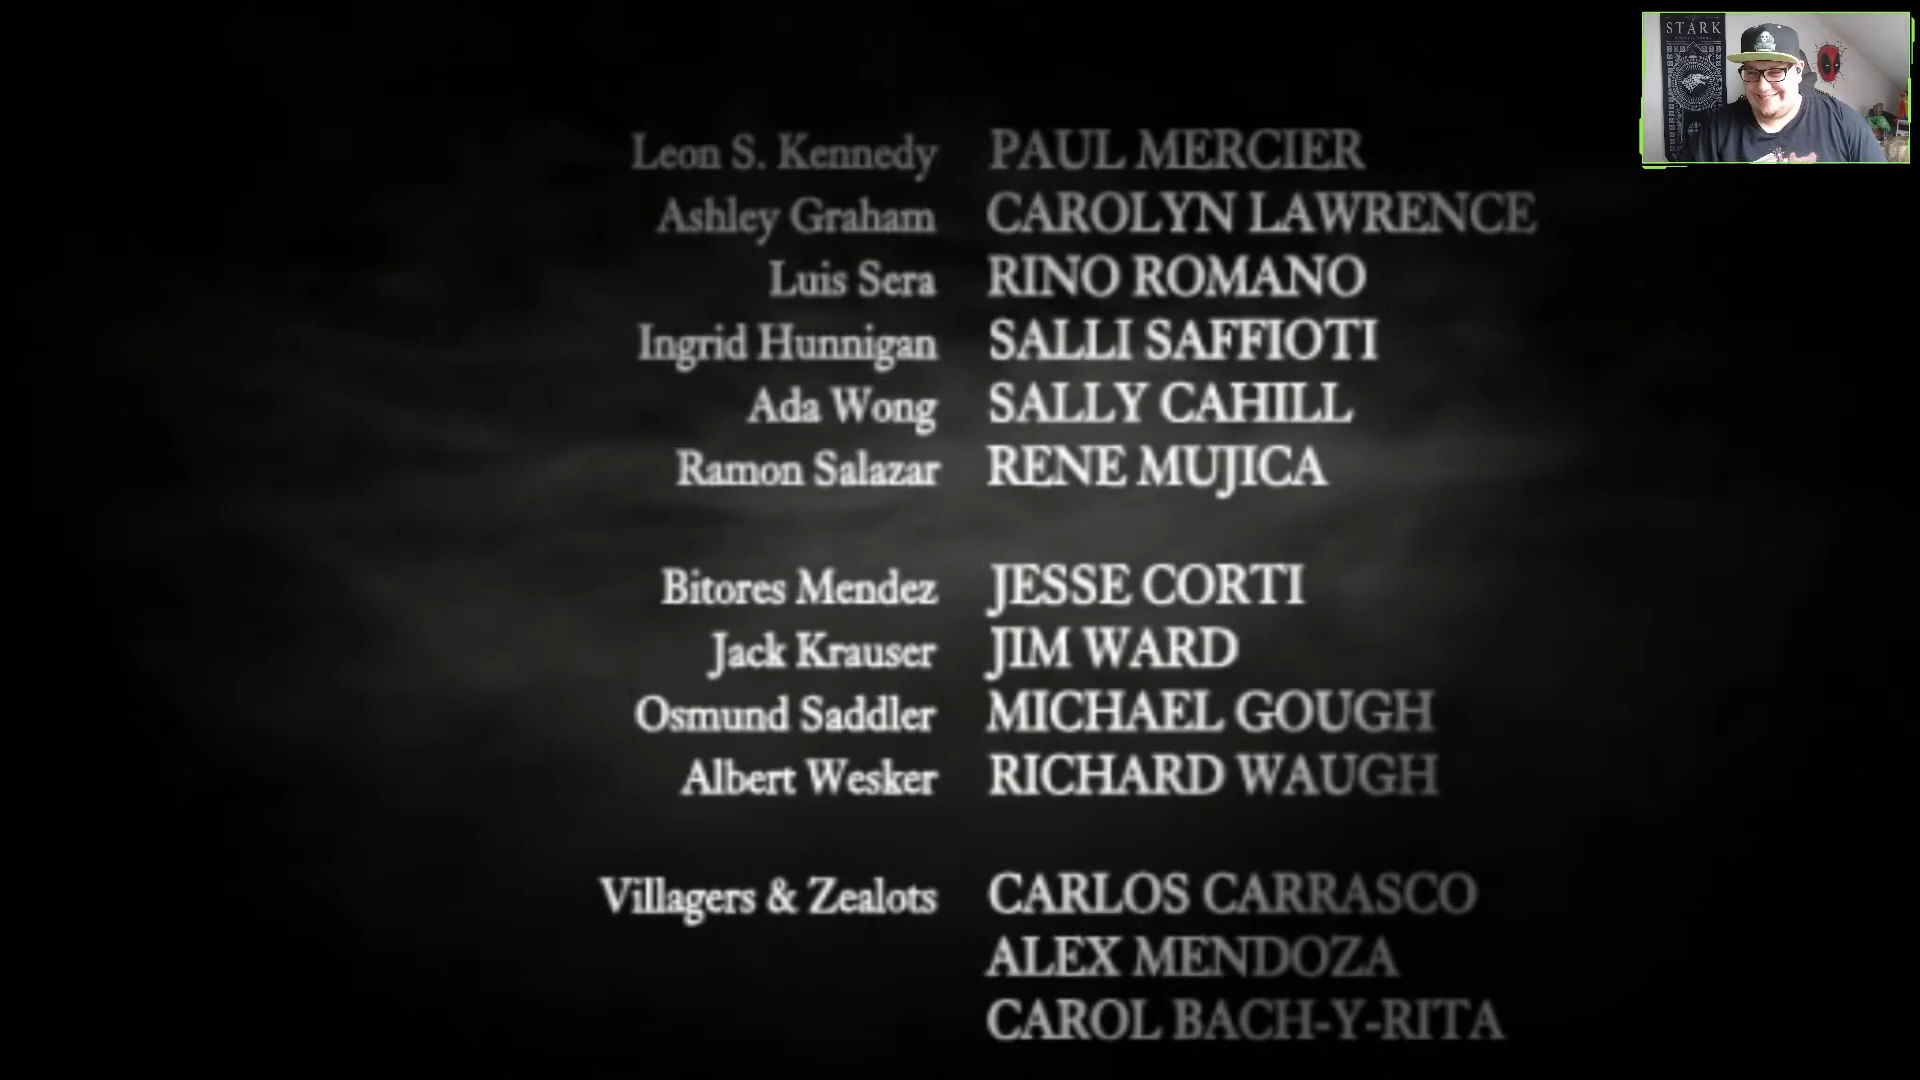 STARK
Leon S. Kennedy PAUL MERCIER
Ashley Graham CAROLYN LAWRENCE
Luis Sera RINO ROMANO
Ingrid Hunnigan SALLI SAFFIOTI
Ada Wong SALLY CAHILL
Ramon Salazar RENE MUJICA
Bitores Mendez JESSE CORTI
Jack Krauser JIM WARD
Osmund Saddler MICHAEL GOUGH
Albert Wesker RICHARD WAUGH
Villagers & Zealots CARLOS CARRASCO
ALEX MENDOZA
CAROL BACH-Y-RITA